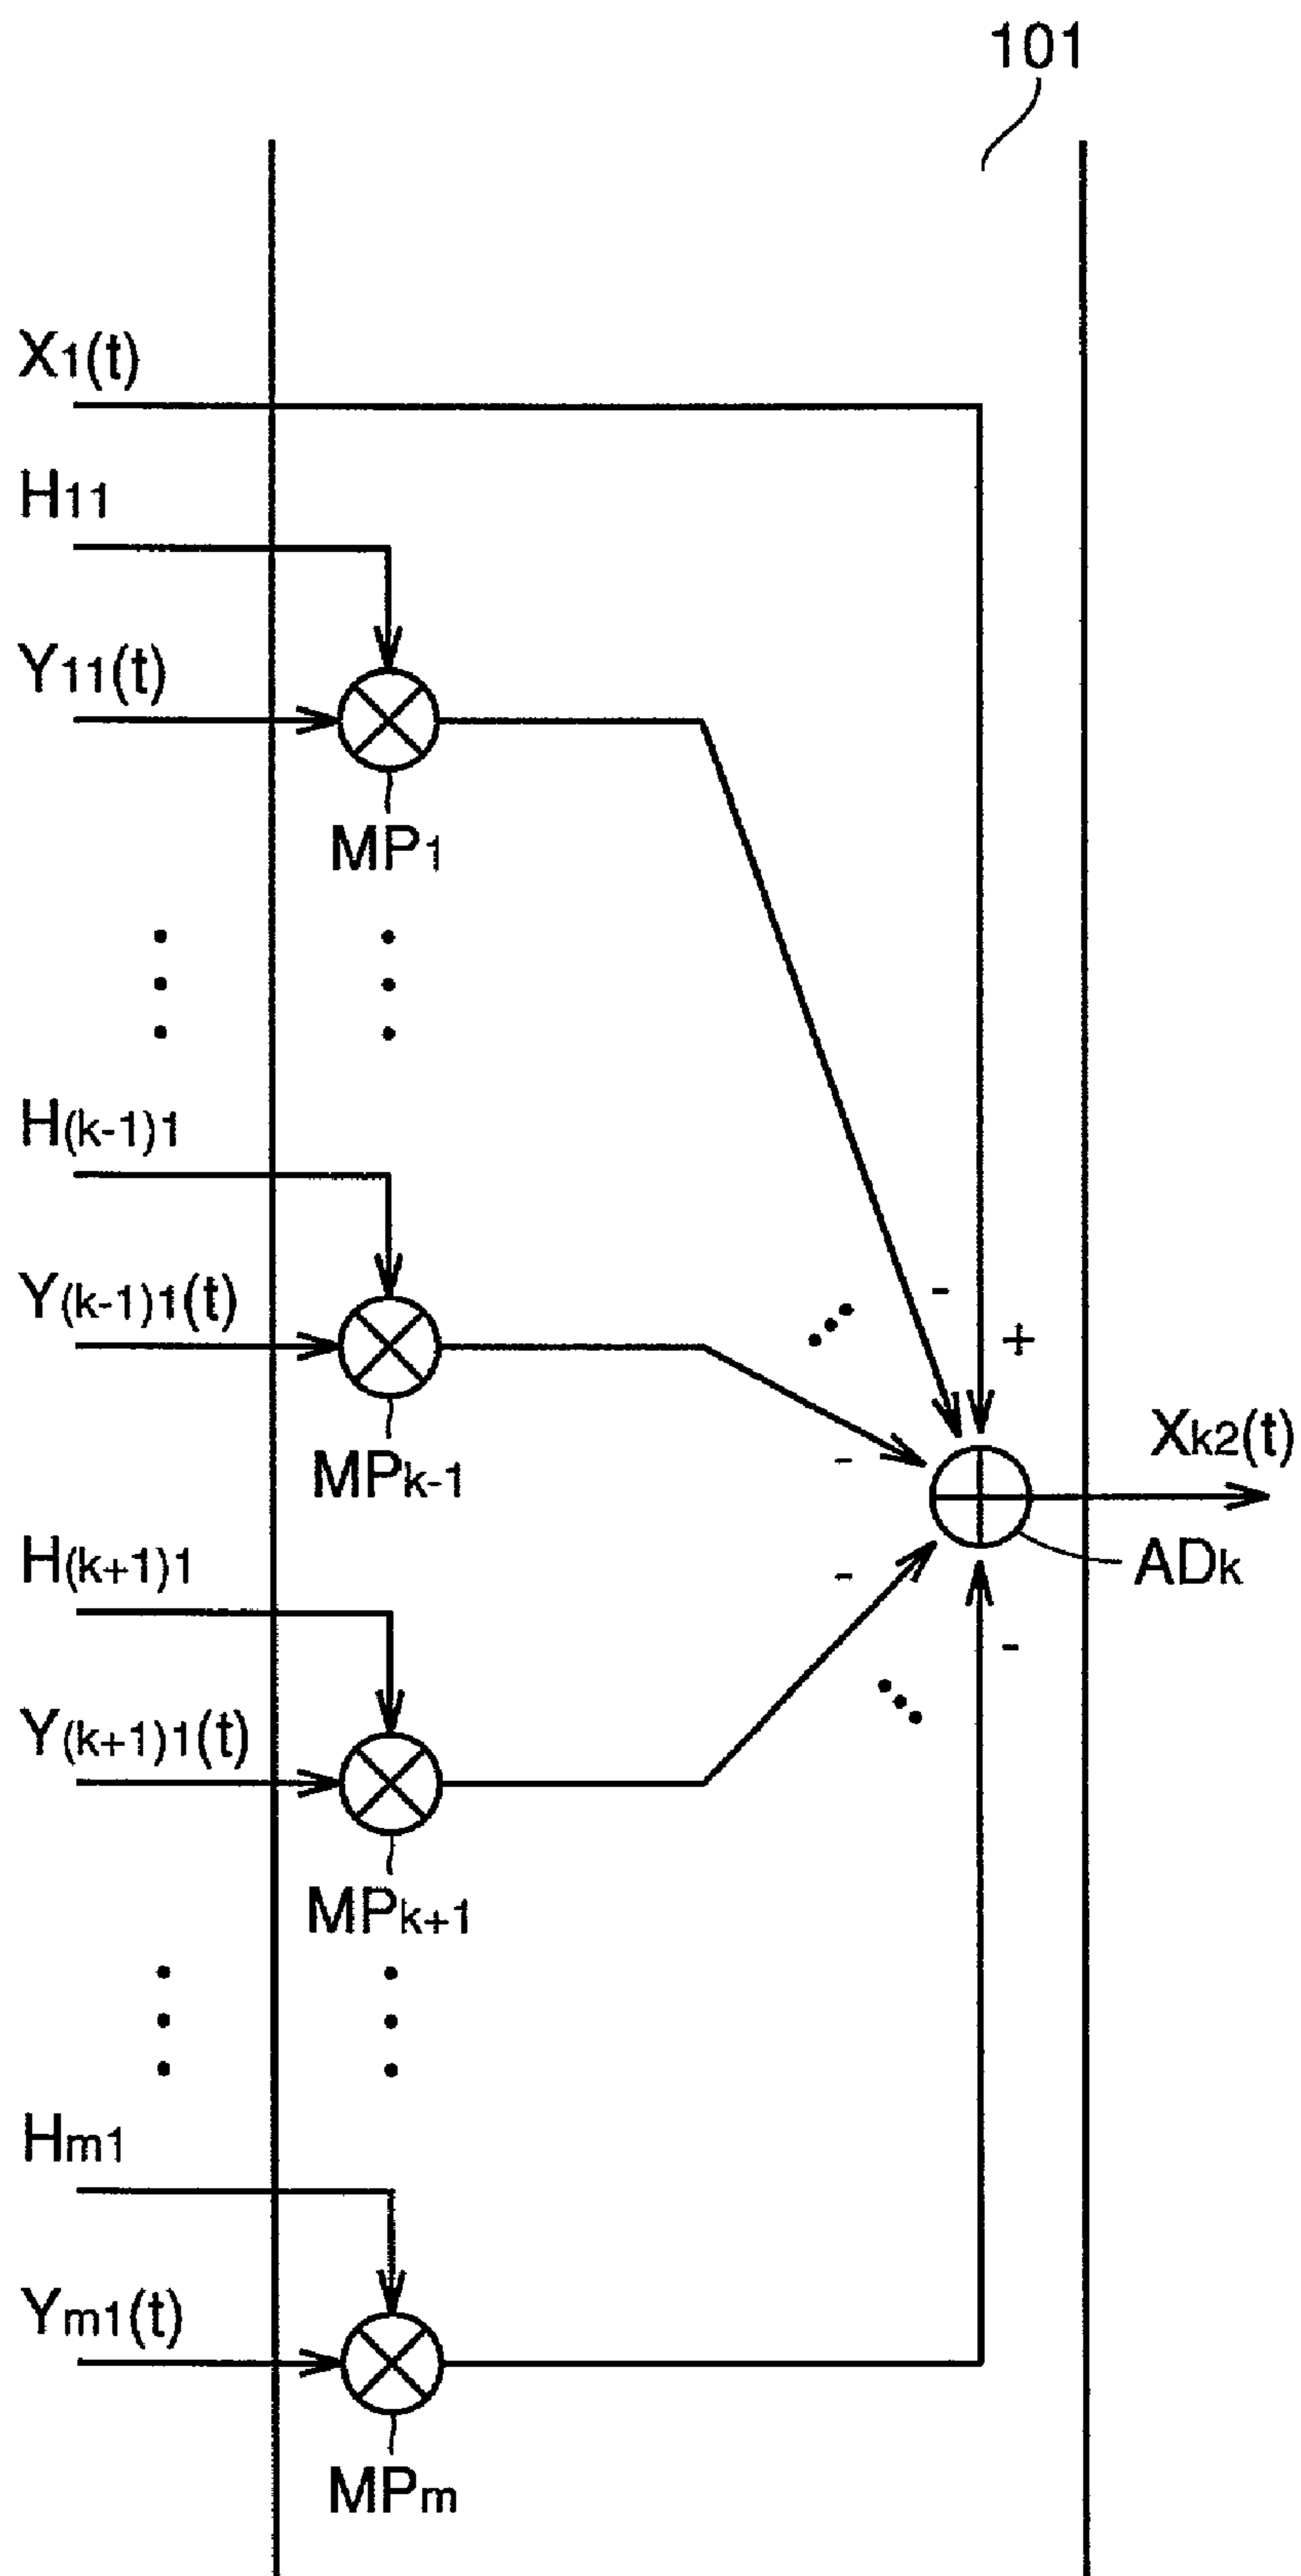 101
X1(t)
H11
Y11(t)
MP1
H(k-1)1
Y(k-1)1(t)
-
+
MPk-1
-
Xk2(t)
H(k+1)1
-
ADk
-
Y(k+1)1(t)
MPk+1
Hm1
Ym1(t)
MPm